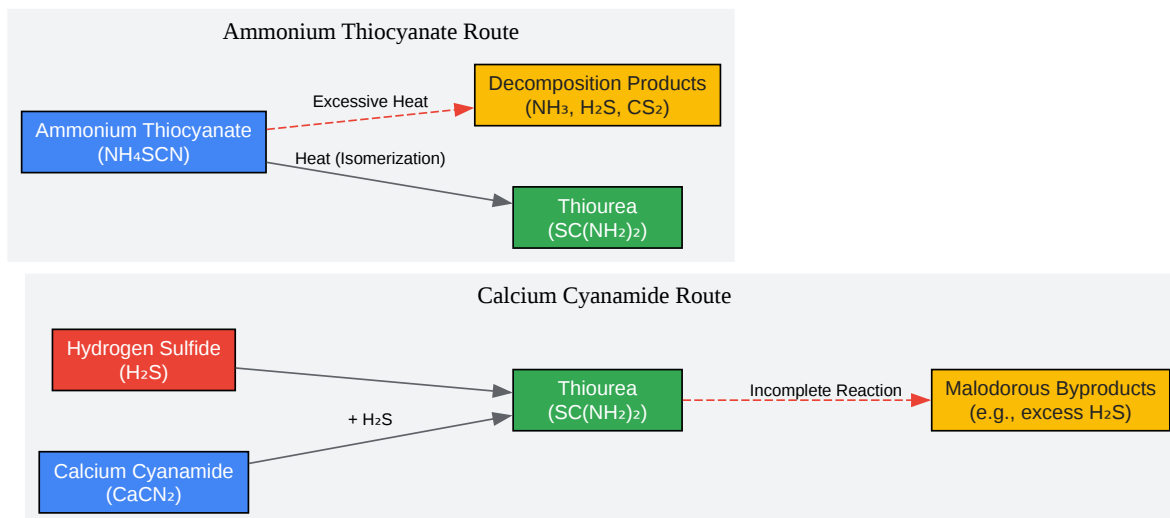 Ammonium Thiocyanate Route
Decomposition Products
(NH₃, H₂S, CS₂)
Excessive Heat
Ammonium Thiocyanate
(NH₄SCN)
Heat (Isomerization)
Thiourea
(SC(NH₂)₂)
Calcium Cyanamide Route
Hydrogen Sulfide
(H₂S)
Thiourea
(SC(NH₂)₂)
Incomplete Reaction
Malodorous Byproducts
(e.g., excess H₂S)
+ H₂S
Calcium Cyanamide
(CaCN₂)